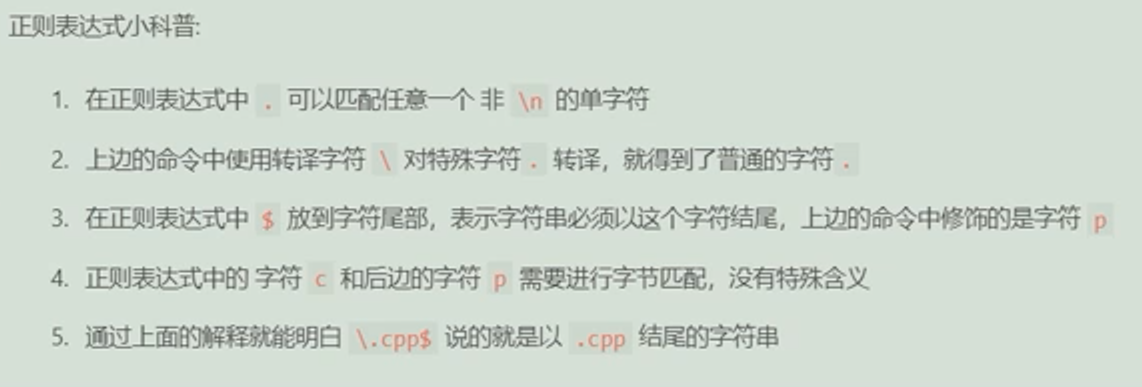 正则表达式小科普:
1. 在正则表达式中 . 可以匹配任意一个 非 \n 的单字符
2. 上边的命令中使用转译字符 \ 对特殊字符 . 转译，就得到了普通的字符 .
3. 在正则表达式中 $ 放到字符尾部，表示字符串必须以这个字符结尾，上边的命令中修饰的是字符 p
4. 正则表达式中的 字符 c 和后边的字符 p 需要进行字节匹配，没有特殊含义
5. 通过上面的解释就能明白 \.cpp$ 说的就是以 .cpp 结尾的字符串